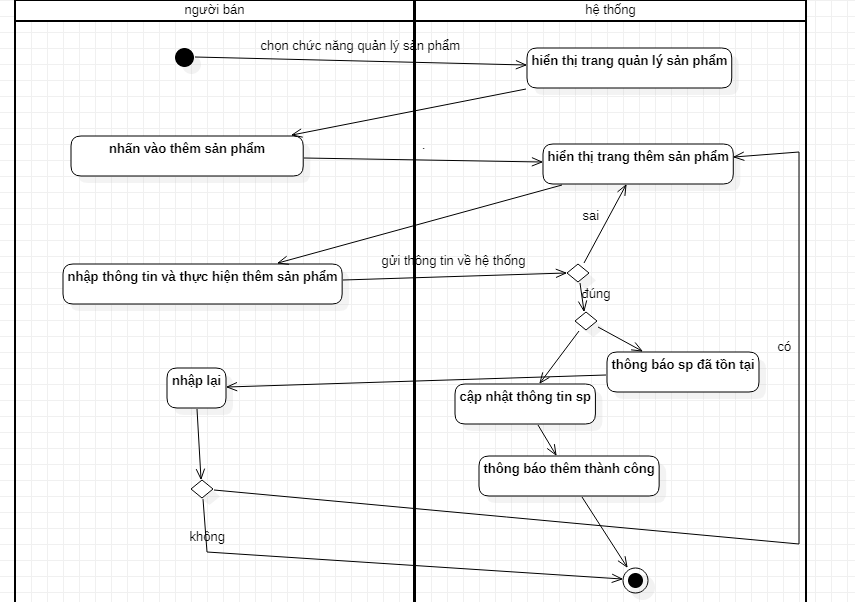 người bán
hệ thống
chọn chức năng quản lý sản phẩm
hiển thị trang quản lý sản phẩm
nhấn vào thêm sản phẩm
.
hiển thị trang thêm sản phẩm
sai
gửi thông tin về hệ thống
nhập thông tin và thực hiện thêm sản phẩm
đúng
có
thông báo sp đã tồn tại
nhập lại
cập nhật thông tin sp
thông báo thêm thành công
không